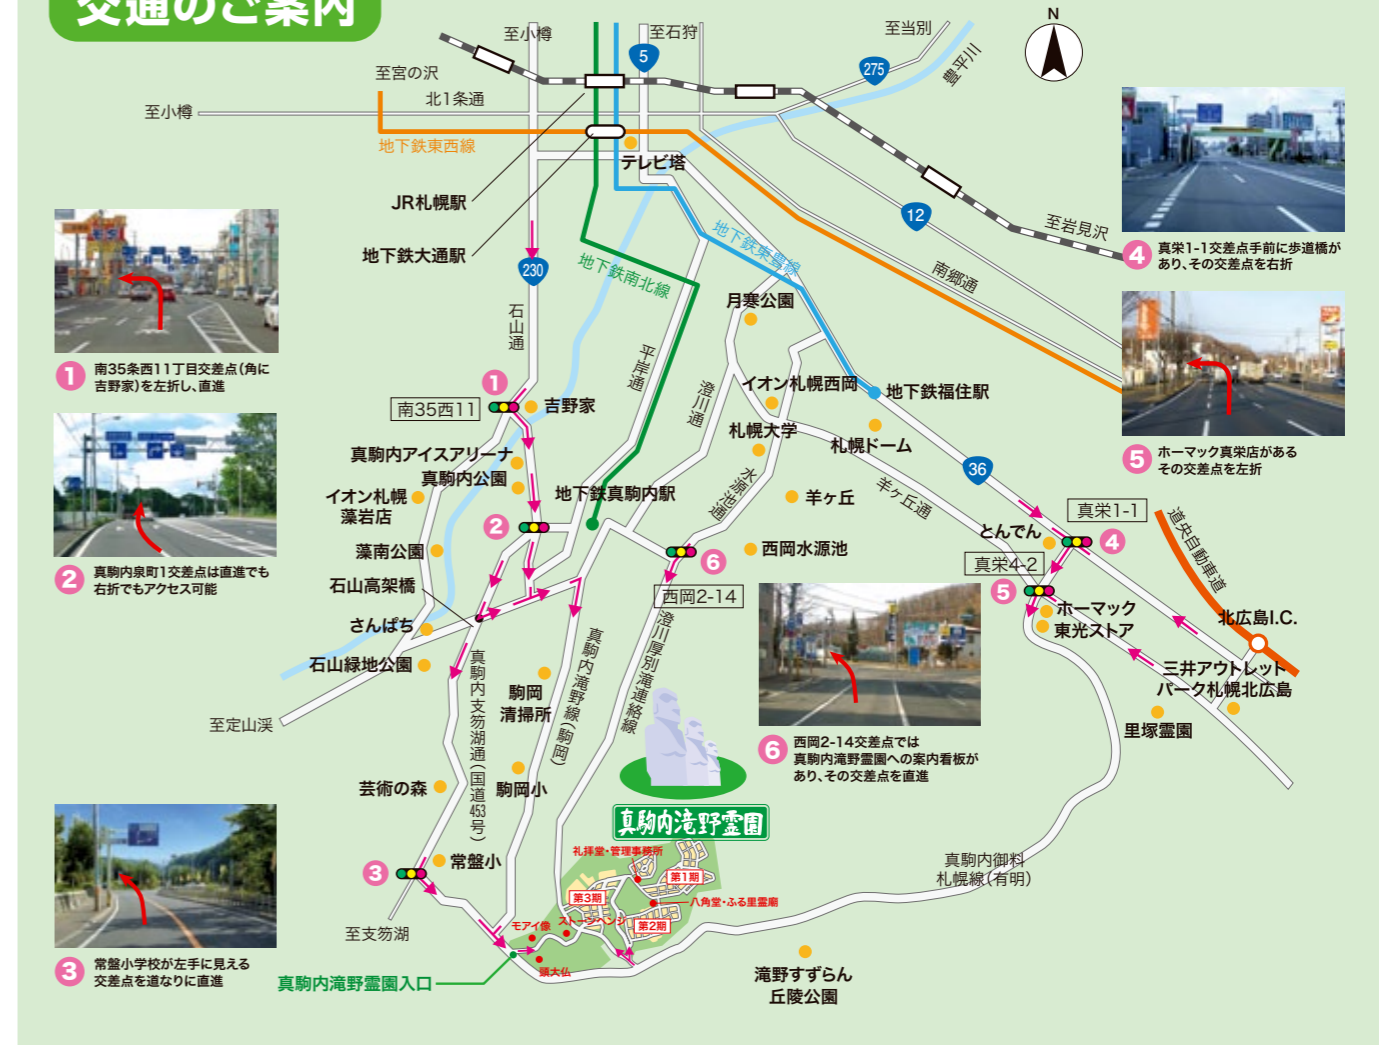 交通のご案内
至小樽
至石狩
至当別
N
5
275
豊平川
至宮の沢
北1条通
至小樽
地下鉄東西線
テレビ塔
JR札幌駅
12
至岩見沢
地下鉄大通駅
230
地下鉄南北線
地下鉄東豊線
南郷通
4
真栄1-1交差点手前に歩道橋が
あり、その交差点を右折
月寒公園
石山通
平岸通
1
南35条西11丁目交差点(角に
吉野家)を左折し、直進
1
南35西11
吉野家
澄川通
イオン札幌西岡
地下鉄福住駅
札幌大学
札幌ドーム
5
ホーマック真栄店がある
その交差点を左折
真駒内アイスアリーナ
真駒内公園
36
イオン札幌
藻岩店
地下鉄真駒内駅
水源池通
羊ヶ丘
羊ヶ丘通
2
真栄1-1
とんでん
4
道央自動車道
藻南公園
6
西岡水源池
真栄4-2
2
真駒内泉町1交差点は直進でも
右折でもアクセス可能
石山高架橋
西岡2-14
5
ホーマック
東光ストア
北広島I.C.
さんぱち
石山緑地公園
真駒内滝野線(駒岡)
澄川厚別滝連絡線
三井アウトレット
パーク札幌北広島
真駒内支笏湖通(国道453号)
駒岡
清掃所
至定山渓
里塚霊園
6
西岡2-14交差点では
真駒内滝野霊園への案内看板が
あり、その交差点を直進
芸術の森
駒岡小
真駒内滝野霊園
礼拝堂・管理事務所
3
常盤小
第1期
第3期
八角堂・ふる里霊廟
真駒内御料
札幌線(有明)
第2期
モアイ像
ストーンヘンジ
至支笏湖
頭大仏
3
常盤小学校が左手に見える
交差点を道なりに直進
真駒内滝野霊園入口
滝野すずらん
丘陵公園